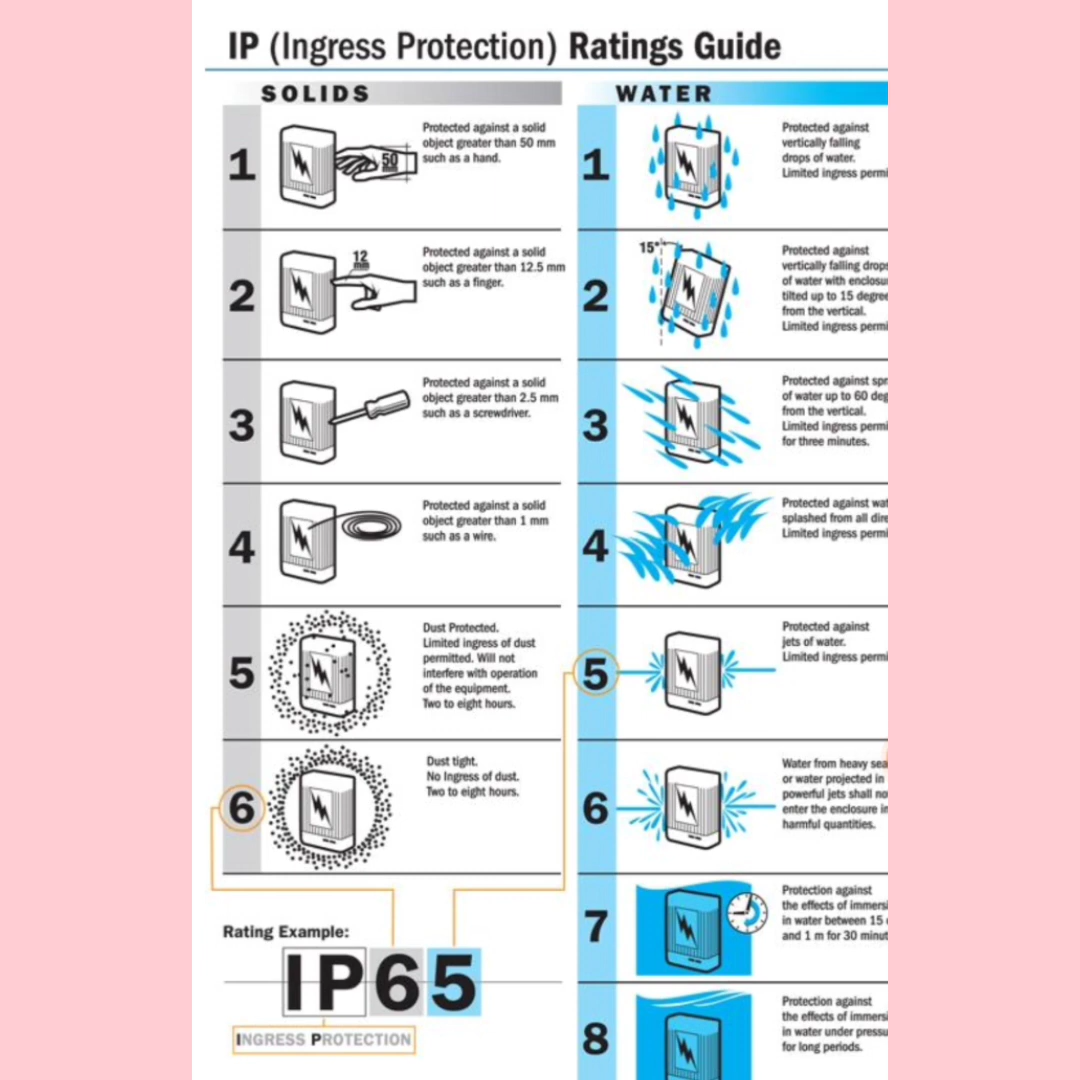 IP (Ingress Protection) Ratings Guide
SOLIDS
1
50
mm
Protected against a solid
object greater than 50 mm
such as a hand.
2
12
mm
Protected against a solid
object greater than 12.5 mm
such as a finger.
3
Protected against a solid
object greater than 2.5 mm
such as a screwdriver.
4
Protected against a solid
object greater than 1 mm
such as a wire.
5
Dust Protected.
Limited ingress of dust
permitted. Will not
interfere with operation
of the equipment.
Two to eight hours.
6
Dust tight.
No Ingress of dust.
Two to eight hours.
WATER
1
Protected against
vertically falling
drops of water.
Limited ingress permi
2
15°
Protected against
vertically falling drops
of water with enclosu
tilted up to 15 degree
from the vertical.
Limited ingress permi
3
Protected against spr
of water up to 60 deg
from the vertical.
Limited ingress permi
for three minutes.
4
Protected against wat
splashed from all dire
Limited ingress permi
5
Protected against
jets of water.
Limited ingress permi
6
Water from heavy sea
or water projected in
powerful jets shall no
enter the enclosure in
harmful quantities.
7
Protection against
the effects of immersi
in water between 15
and 1 m for 30 minut
8
Protection against
the effects of immersi
in water under pressu
for long periods.
Rating Example:
IP65
INGRESS PROTECTION